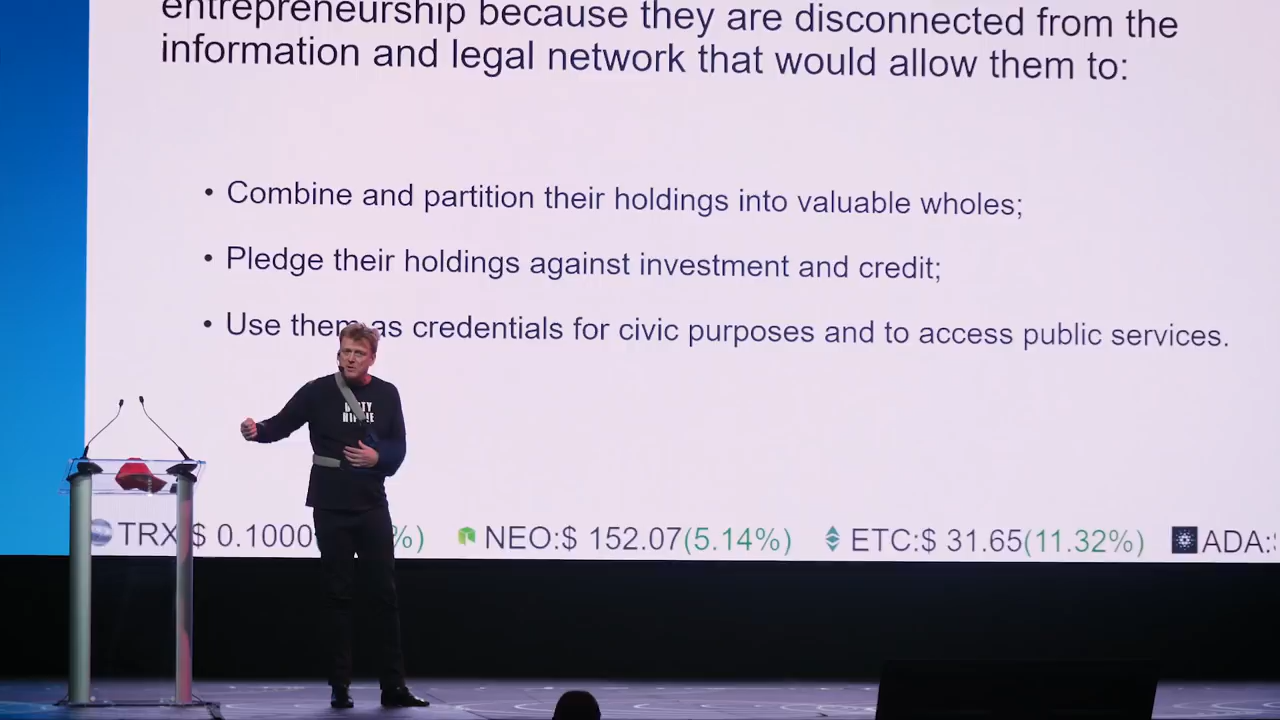 entrepreneurship because they are disconnected from the
information and legal network that would allow them to:
• Combine and partition their holdings into valuable wholes;
• Pledge their holdings against investment and credit;
• Use them as credentials for civic purposes and to access public services.
TRX $ 0.1000 %) NEO:$ 152.07(5.14%) ETC:$ 31.65(11.32%) ADA: